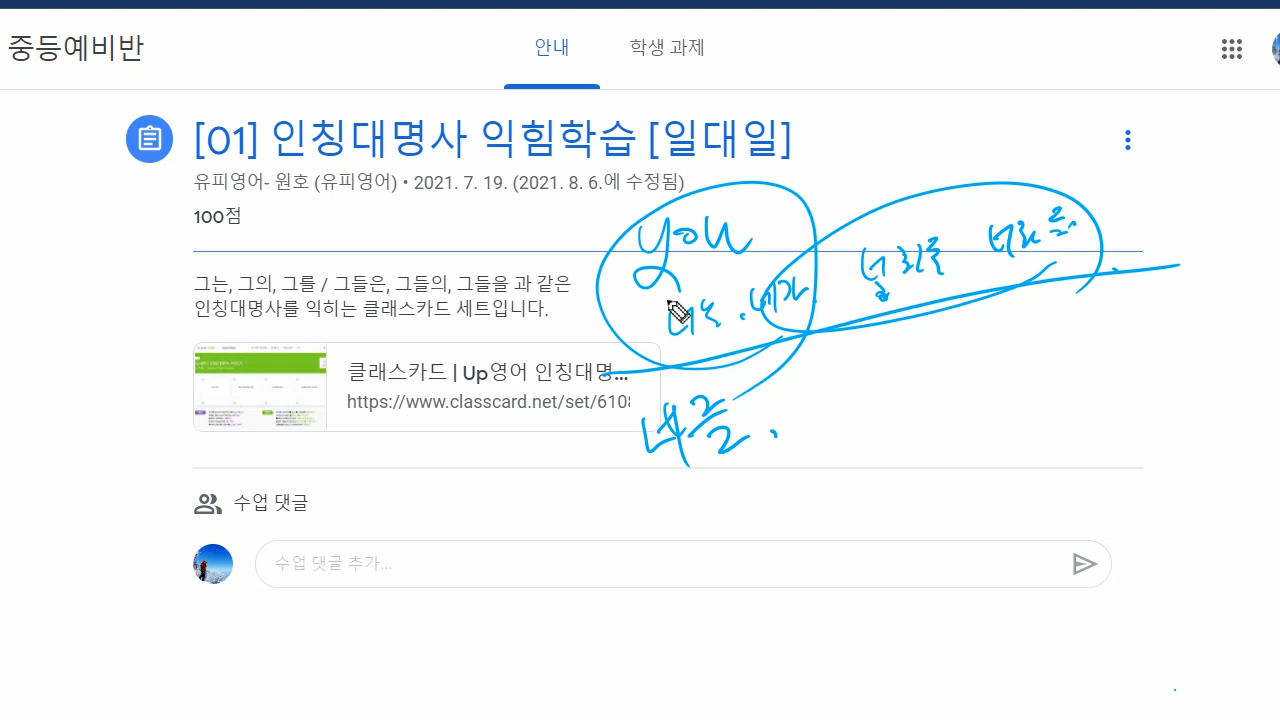 중등예비반
안내
학생 과제
[01] 인칭대명사 익힘학습 [일대일]
유피영어- 원호 (유피영어) • 2021. 7. 19. (2021. 8. 6.에 수정됨)
100점
you
너는. 네가
너희들
그는, 그의, 그를 / 그들은, 그들의, 그들을 과 같은
인칭대명사를 익히는 클래스카드 세트입니다.
클래스카드 | Up영어 인칭대명...
https://www.classcard.net/set/6108
수업 댓글
수업 댓글 추가...